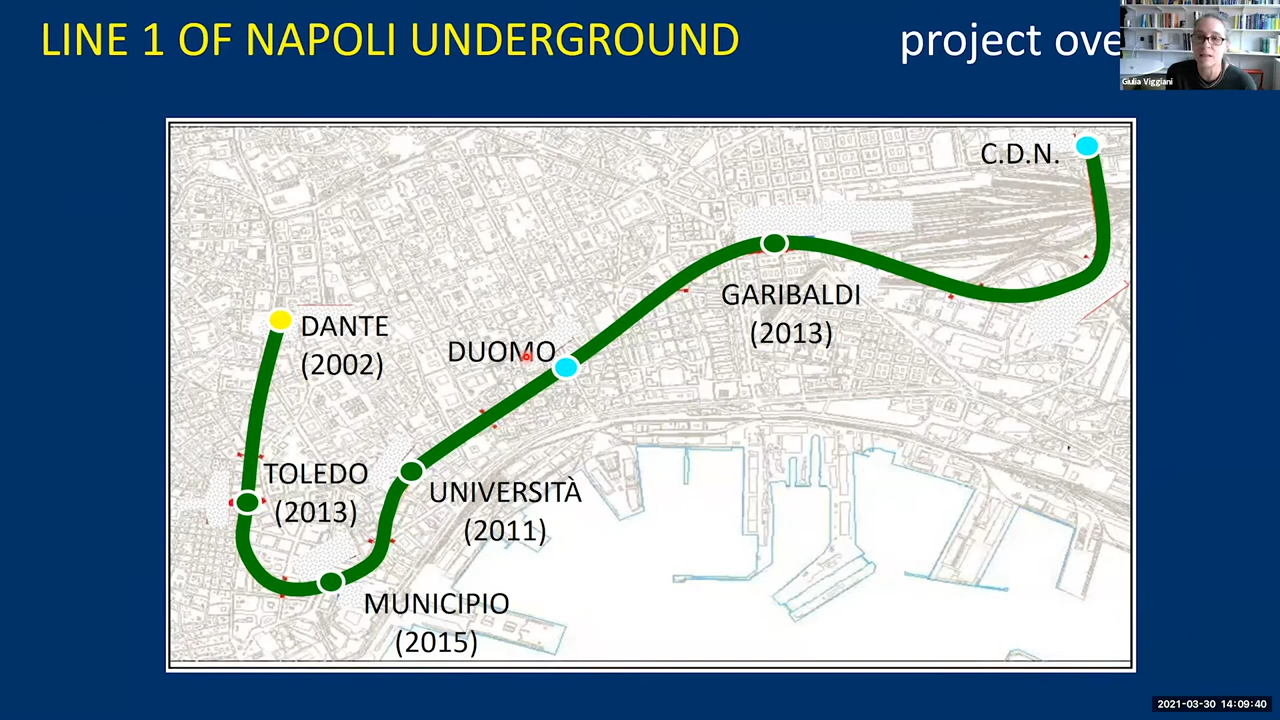 LINE 1 OF NAPOLI UNDERGROUND
project ove
Giulia Viggiani
C.D.N.
GARIBALDI
(2013)
DANTE
(2002)
DUOMO
TOLEDO
(2013)
UNIVERSITÀ
(2011)
MUNICIPIO
(2015)
2021-03-30 14:09:40